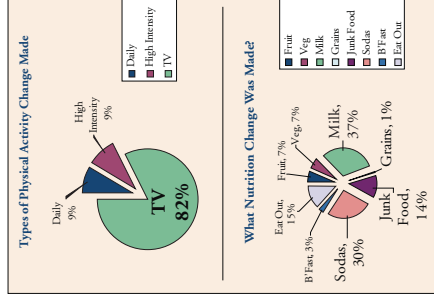 Types of Physical Activity Change Made
Daily
9%
High
Intensity
9%
TV
82%
Daily
High Intensity
TV
What Nutrition Change Was Made?
Fruit, 7%
Veg, 7%
Milk,
37%
Grains, 1%
Junk
Food,
14%
Sodas,
30%
B'Fast, 3%
Eat Out,
15%
Fruit
Veg
Milk
Grains
Junk Food
Sodas
B'Fast
Eat Out